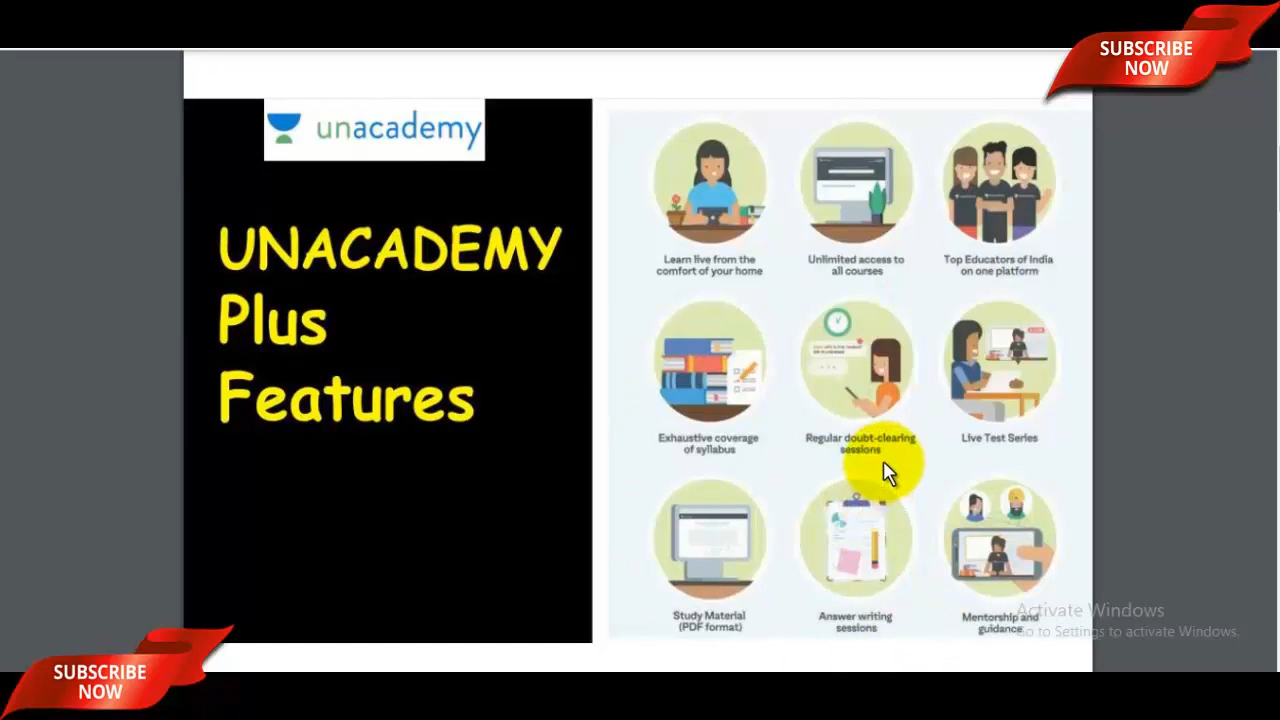 SUBSCRIBE
NOW
unacademy
UNACADEMY
Plus
Features
Learn live from the
comfort of your home
Unlimited access to
all courses
Top Educators of India
on one platform
Exhaustive coverage
of syllabus
Regular doubt-clearing
sessions
Live Test Series
Study Material
(PDF format)
Answer writing
sessions
Mentorship and
guidance
Activate Windows
Go to Settings to activate Windows.
SUBSCRIBE
NOW